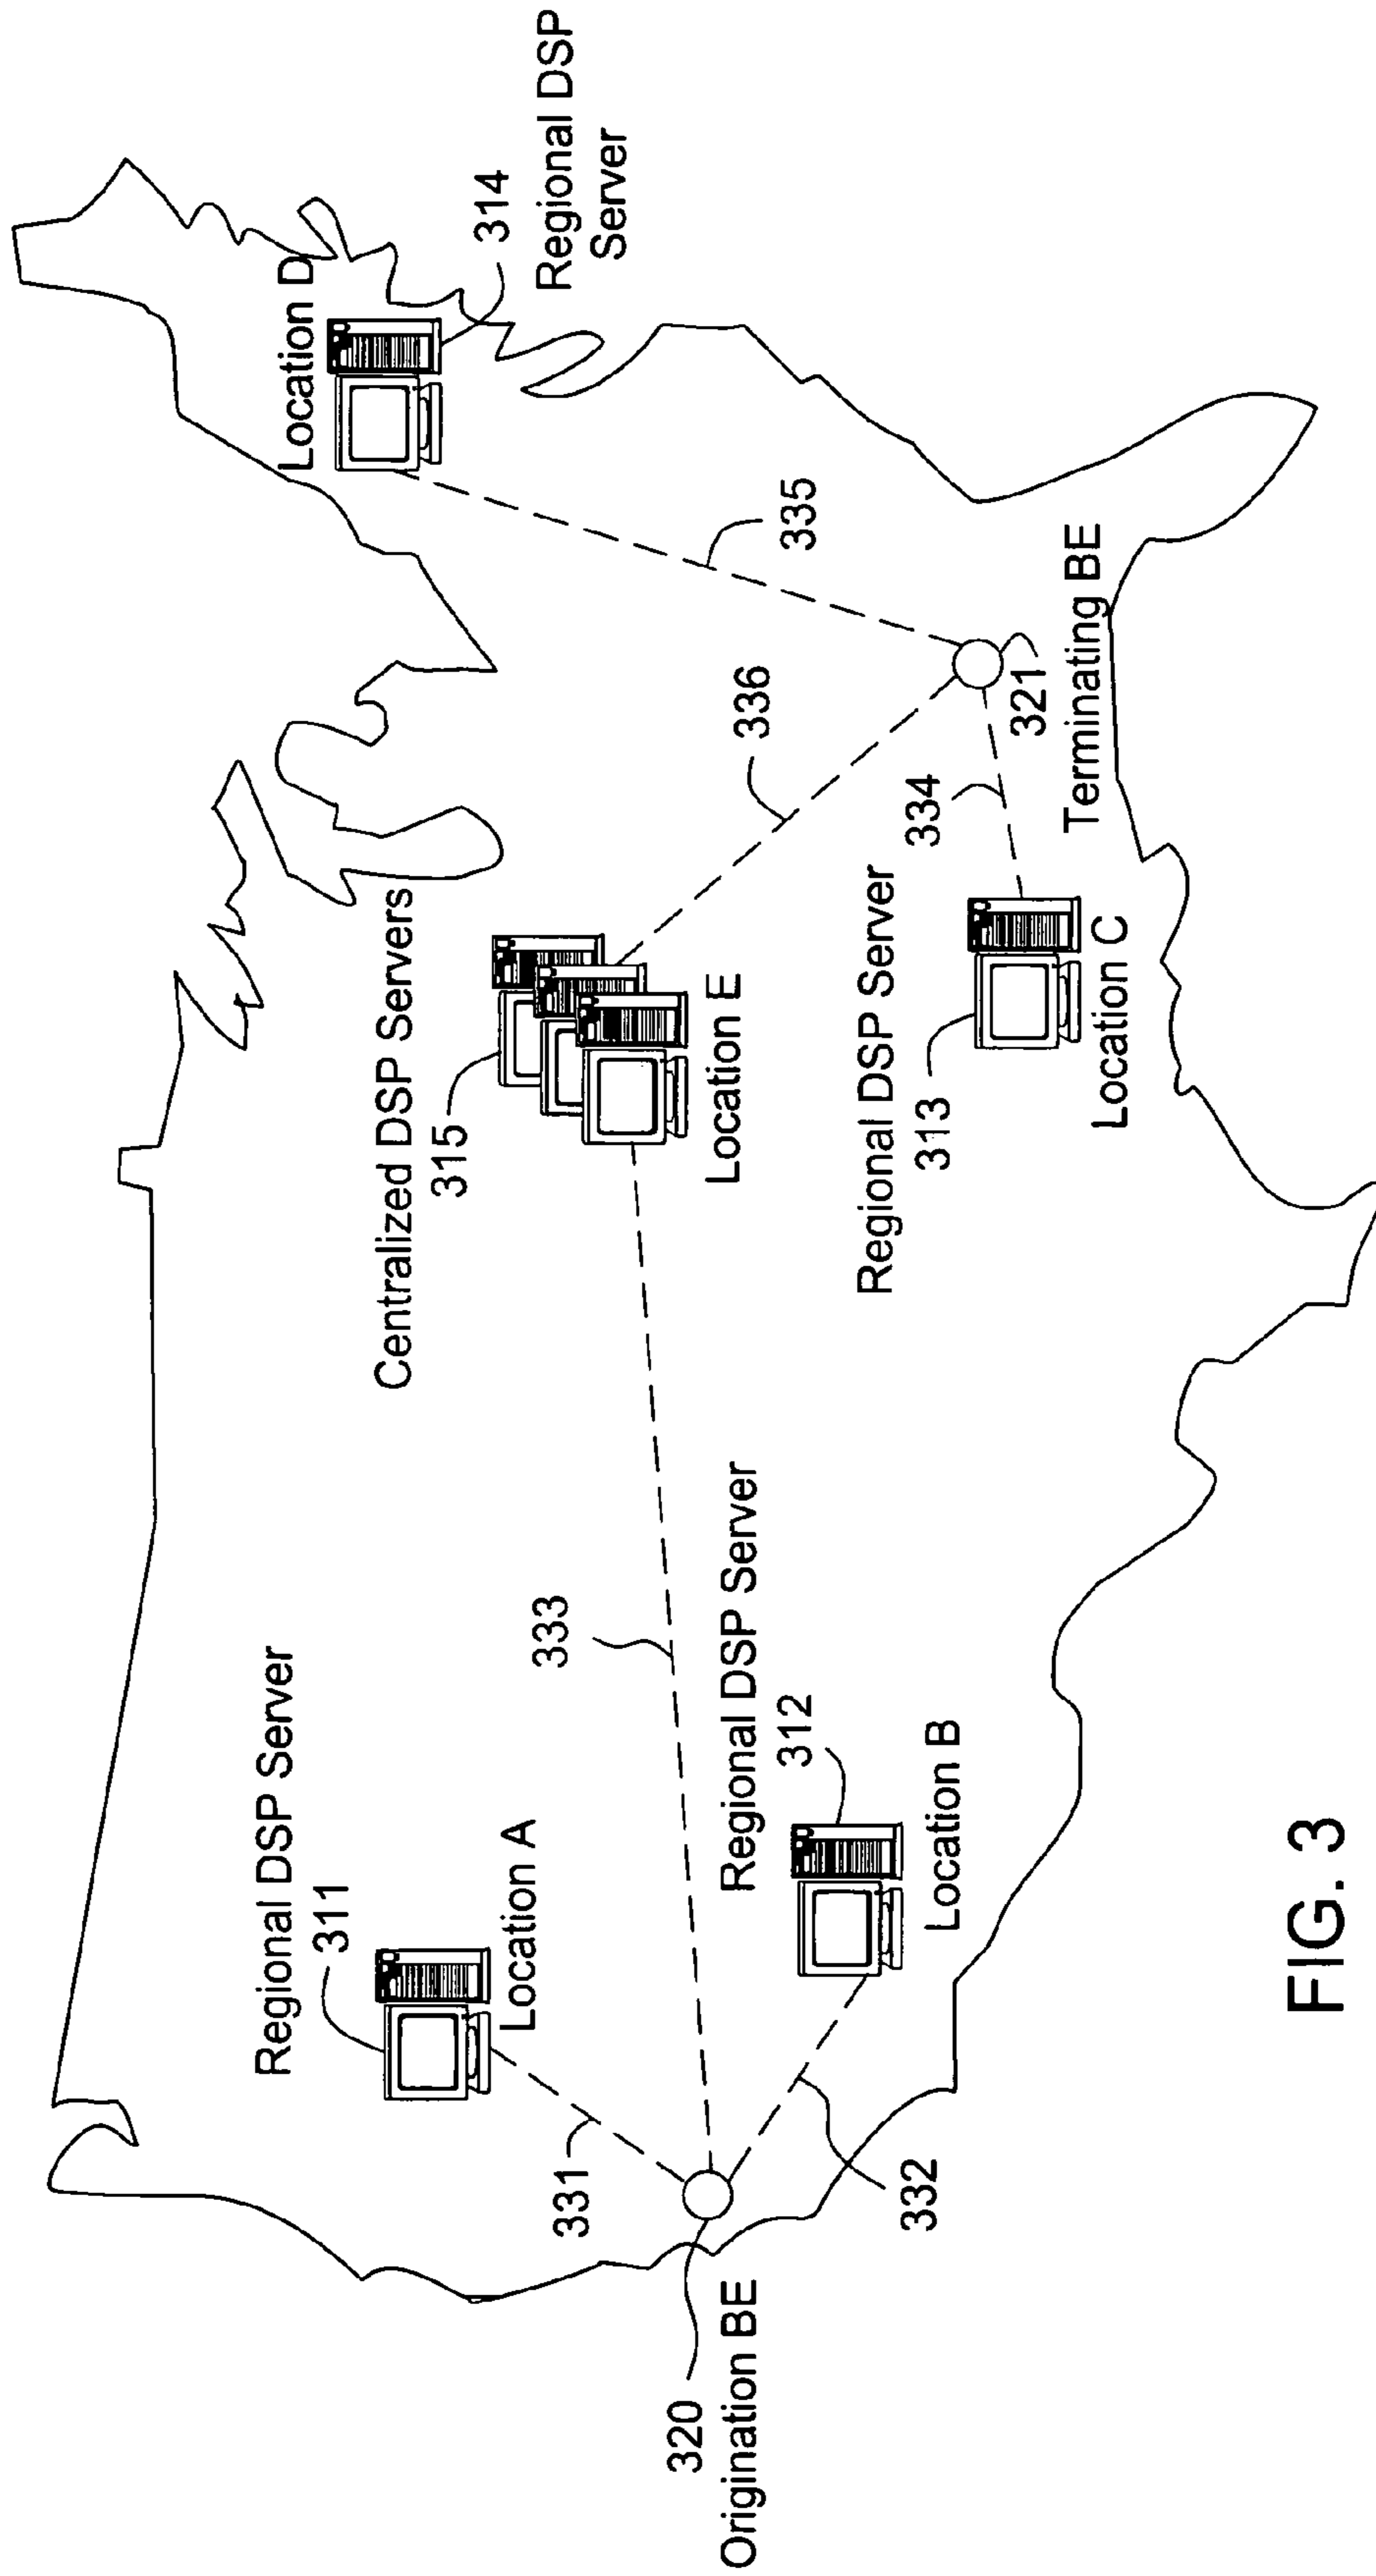 Regional DSP Server
311
Location A
331
320
Origination BE
332
Regional DSP Server
312
Location B
333
Centralized DSP Servers
315
Location E
336
Regional DSP Server
313
Location C
334
321
Terminating BE
335
Location D
314
Regional DSP
Server
FIG. 3